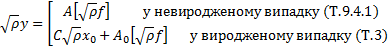 √ρy = { A[√ρf]    у невиродженому випадку (Т.9.4.1)
C√ρx₀ + A₀[√ρf]    у виродженому випадку (Т.3)